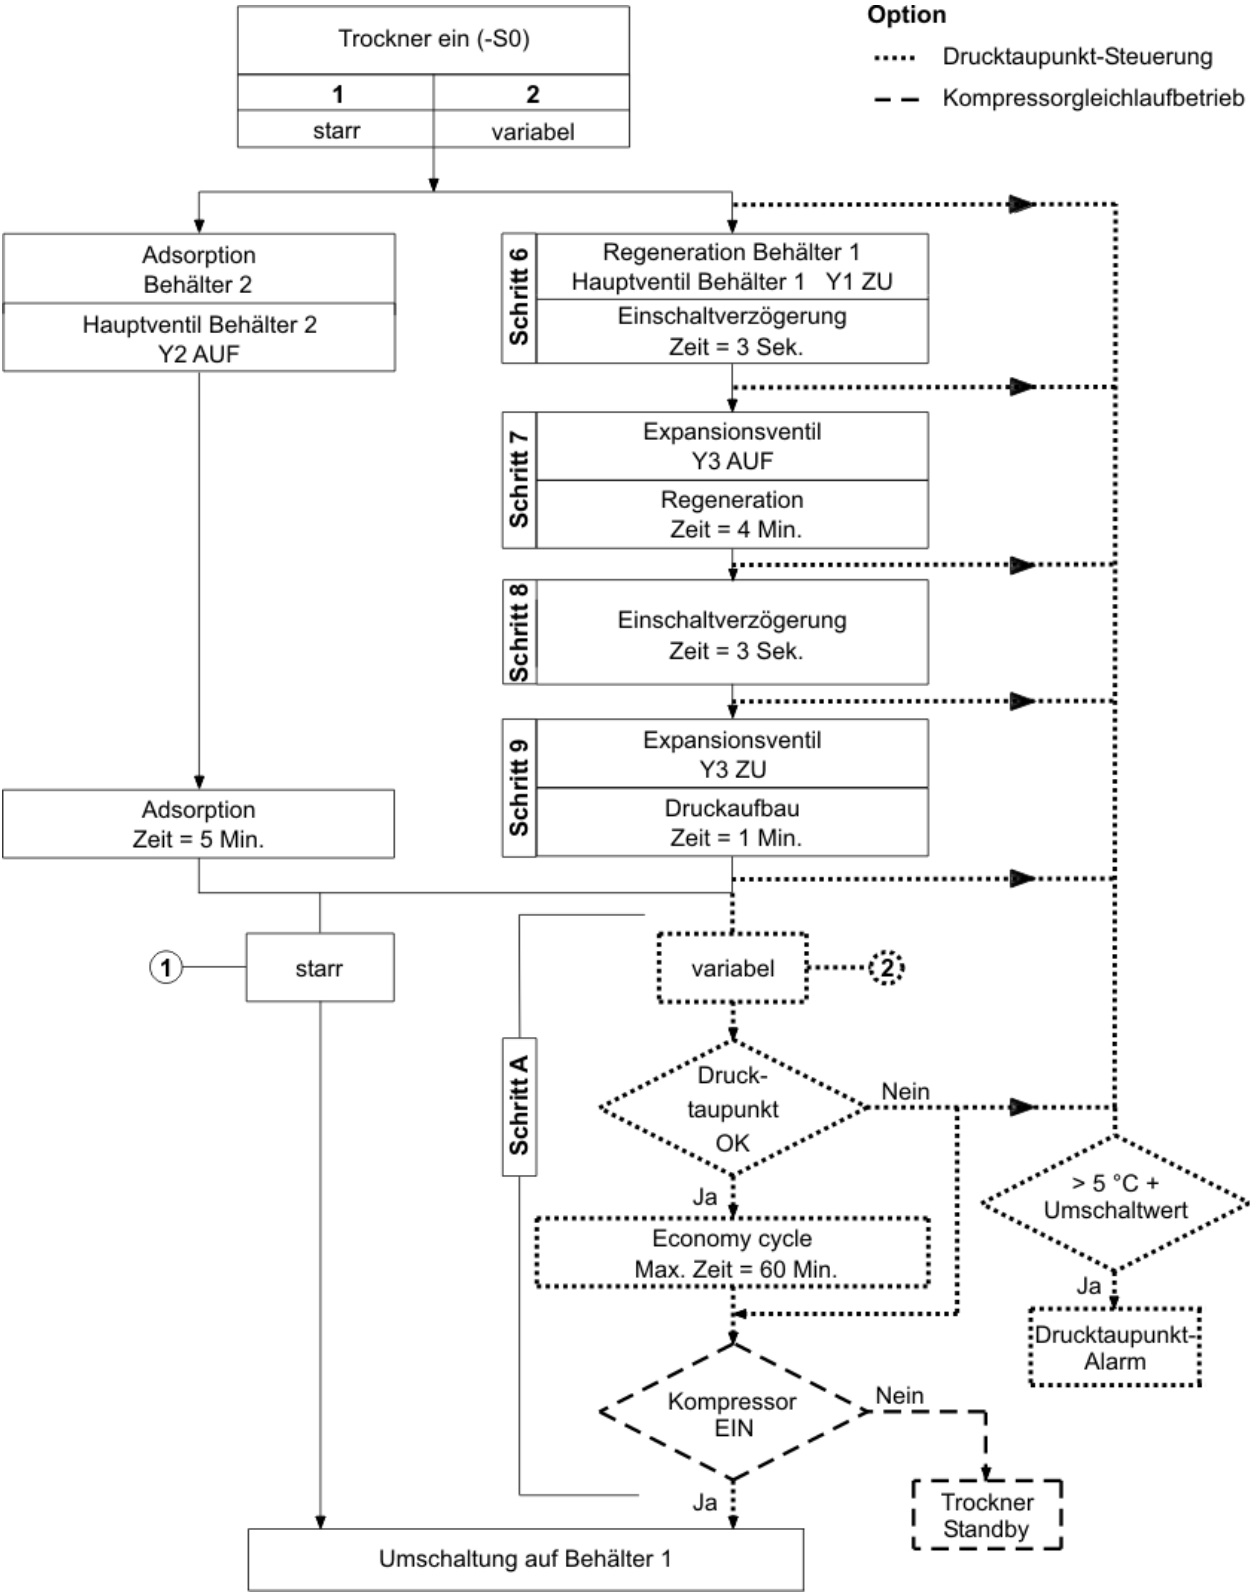 Trockner ein (-S0)
1
2
starr
variabel
Option
Drucktaupunkt-Steuerung
Kompressorgleichlaufbetrieb
Adsorption
Behälter 2
Hauptventil Behälter 2
Y2 AUF
Schritt 6
Regeneration Behälter 1
Hauptventil Behälter 1 Y1 ZU
Einschaltverzögerung
Zeit = 3 Sek.
Schritt 7
Expansionsventil
Y3 AUF
Regeneration
Zeit = 4 Min.
Schritt 8
Einschaltverzögerung
Zeit = 3 Sek.
Schritt 9
Expansionsventil
Y3 ZU
Druckaufbau
Zeit = 1 Min.
Adsorption
Zeit = 5 Min.
1
starr
variabel
2
Schritt A
Druck-
taupunkt
OK
Nein
Ja
> 5 °C +
Umschaltwert
Ja
Drucktaupunkt-
Alarm
Economy cycle
Max. Zeit = 60 Min.
Kompressor
EIN
Nein
Ja
Trockner
Standby
Umschaltung auf Behälter 1